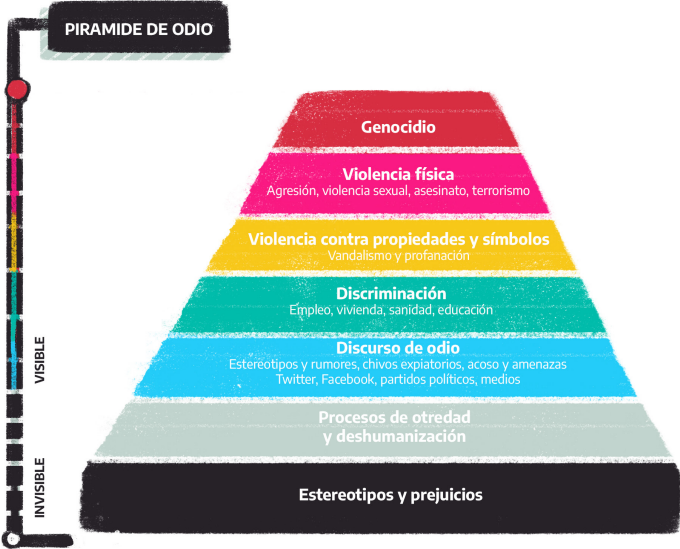 PIRAMIDE DE ODIO
Genocidio
Violencia física
Agresión, violencia sexual, asesinato, terrorismo
Violencia contra propiedades y símbolos
Vandalismo y profanación
Discriminación
Empleo, vivienda, sanidad, educación
Discurso de odio
Estereotipos y rumores, chivos expiatorios, acoso y amenazas
Twitter, Facebook, partidos políticos, medios
Procesos de otredad
y deshumanización
Estereotipos y prejuicios
VISIBLE
INVISIBLE